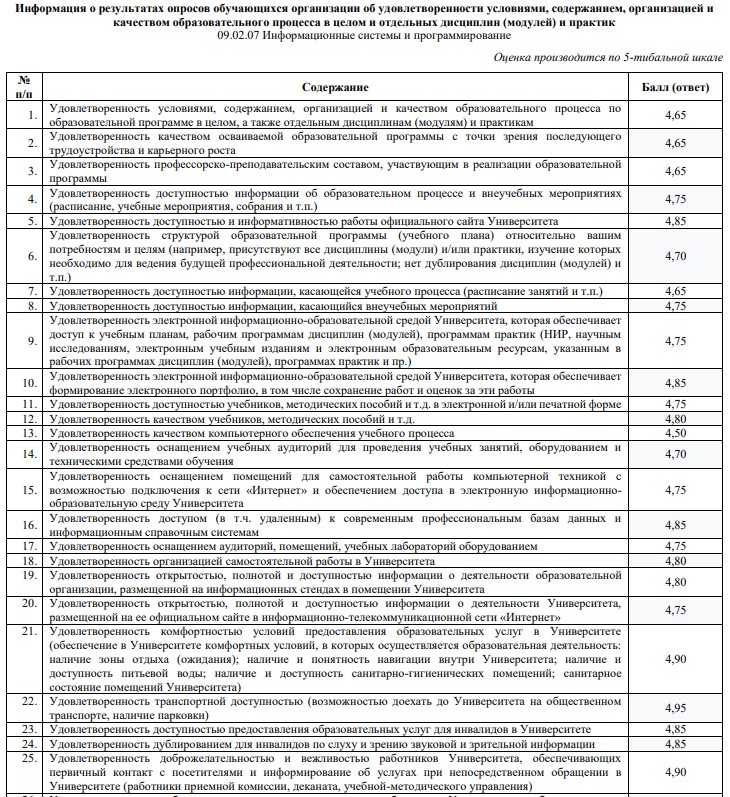 Информация о результатах опросов обучающихся организации об удовлетворенности условиями, содержанием, организацией и
качеством образовательного процесса в целом и отдельных дисциплин (модулей) и практик
09.02.07 Информационные системы и программирование
Оценка производится по 5-тибальной шкале
№ п/п Содержание Балл (ответ)
1. Удовлетворенность условиями, содержанием, организацией и качеством образовательного процесса по
образовательной программе в целом, а также отдельным дисциплинам (модулям) и практикам 4,65
2. Удовлетворенность качеством осваиваемой образовательной программы с точки зрения последующего
трудоустройства и карьерного роста 4,65
3. Удовлетворенность профессорско-преподавательским составом, участвующим в реализации образовательной
программы 4,65
4. Удовлетворенность доступностью информации об образовательном процессе и внеучебных мероприятиях
(расписание, учебные мероприятия, собрания и т.п.) 4,75
5. Удовлетворенность доступностью и информативностью работы официального сайта Университета 4,85
6. Удовлетворенность структурой образовательной программы (учебного плана) относительно вашим
потребностям и целям (например, присутствуют все дисциплины (модули) и/или практики, изучение которых
необходимо для ведения будущей профессиональной деятельности; нет дублирования дисциплин (модулей) и
т.п.) 4,70
7. Удовлетворенность доступностью информации, касающейся учебного процесса (расписание занятий и т.п.) 4,65
8. Удовлетворенность доступностью информации, касающийся внеучебных мероприятий 4,75
9. Удовлетворенность электронной информационно-образовательной средой Университета, которая обеспечивает
доступ к учебным планам, рабочим программам дисциплин (модулей), программам практик (НИР, научным
исследованиям, электронным учебным изданиям и электронным образовательным ресурсам, указанным в
рабочих программах дисциплин (модулей), программах практик и пр.) 4,75
10. Удовлетворенность электронной информационно-образовательной средой Университета, которая обеспечивает
формирование электронного портфолио, в том числе сохранение работ и оценок за эти работы 4,85
11. Удовлетворенность доступностью учебников, методических пособий и т.д. в электронной и/или печатной форме 4,75
12. Удовлетворенность качеством учебников, методических пособий и т.д. 4,80
13. Удовлетворенность качеством компьютерного обеспечения учебного процесса 4,50
14. Удовлетворенность оснащением учебных аудиторий для проведения учебных занятий, оборудованием и
техническими средствами обучения 4,70
15. Удовлетворенность оснащением помещений для самостоятельной работы компьютерной техникой с
возможностью подключения к сети «Интернет» и обеспечением доступа в электронную информационно-
образовательную среду Университета 4,75
16. Удовлетворенность доступом (в т.ч. удаленным) к современным профессиональным базам данных и
информационным справочным системам 4,85
17. Удовлетворенность оснащением аудиторий, помещений, учебных лабораторий оборудованием 4,75
18. Удовлетворенность организацией самостоятельной работы в Университета 4,80
19. Удовлетворенность открытостью, полнотой и доступностью информации о деятельности образовательной
организации, размещенной на информационных стендах в помещении Университета 4,80
20. Удовлетворенность открытостью, полнотой и доступностью информации о деятельности Университета,
размещенной на ее официальном сайте в информационно-телекоммуникационной сети «Интернет» 4,75
21. Удовлетворенность комфортностью условий предоставления образовательных услуг в Университете
(обеспечение в Университете комфортных условий, в которых осуществляется образовательная деятельность:
наличие зоны отдыха (ожидания); наличие и понятность навигации внутри Университета; наличие и
доступность питьевой воды; наличие и доступность санитарно-гигиенических помещений; санитарное
состояние помещений Университета) 4,90
22. Удовлетворенность транспортной доступностью (возможностью доехать до Университета на общественном
транспорте, наличие парковки) 4,95
23. Удовлетворенность доступностью предоставления образовательных услуг для инвалидов в Университете 4,85
24. Удовлетворенность дублированием для инвалидов по слуху и зрению звуковой и зрительной информации 4,85
25. Удовлетворенность доброжелательностью и вежливостью работников Университета, обеспечивающих
первичный контакт с посетителями и информирование об услугах при непосредственном обращении в
Университете (работники приемной комиссии, деканата, учебной-методического управления) 4,90